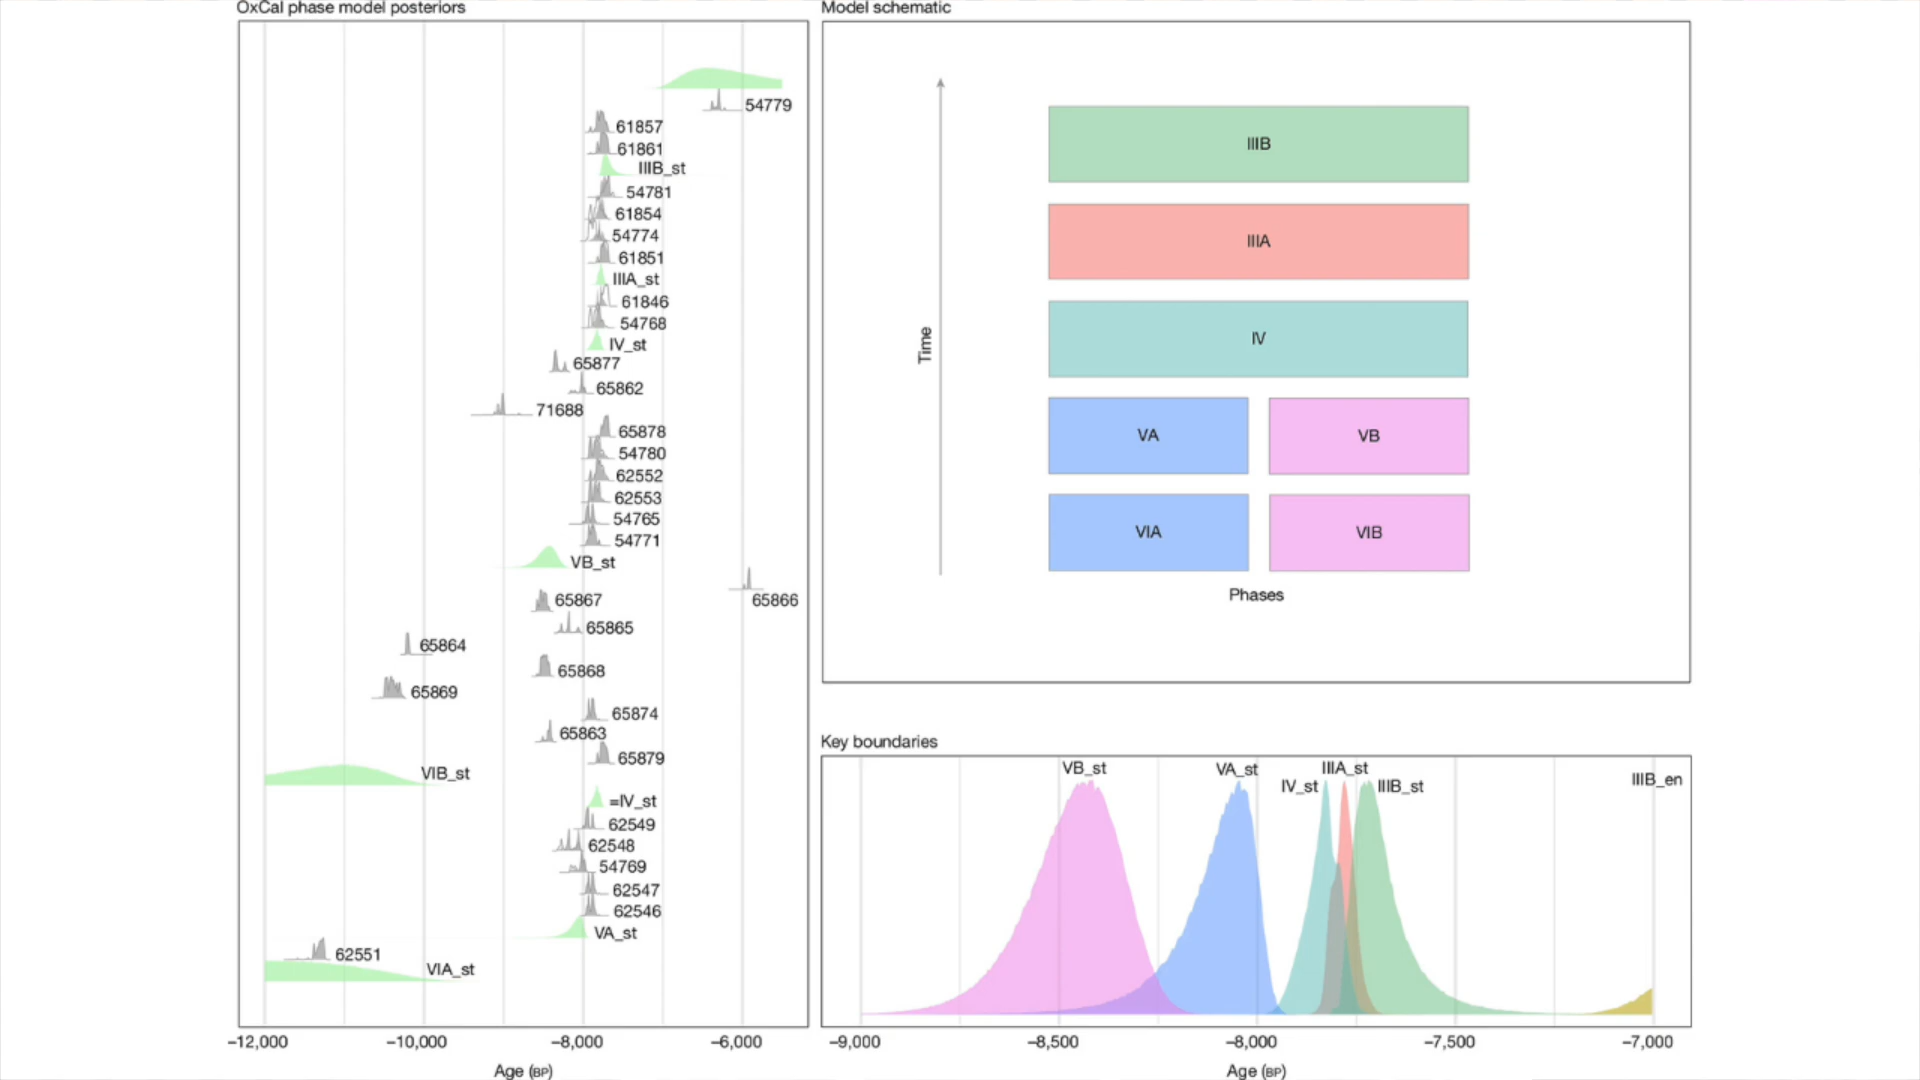 OxCal phase model posteriors
54779
61857
61861
IIIB_st
54781
61854
54774
61851
IIIA_st
61846
54768
IV_st
65877
65862
71688
65878
54780
62552
62553
54765
54771
VB_st
65866
65867
65865
65864
65868
65869
65874
65863
65879
VIB_st
=IV_st
62549
62548
54769
62547
62546
VA_st
62551
VIA_st
−12,000 −10,000 −8,000 −6,000
Age (BP)
Model schematic
Time
IIIB
IIIA
IV
VA VB
VIA VIB
Phases
Key boundaries
VB_st VA_st IIIA_st
IV_st IIIB_st IIIB_en
−9,000 −8,500 −8,000 −7,500 −7,000
Age (BP)